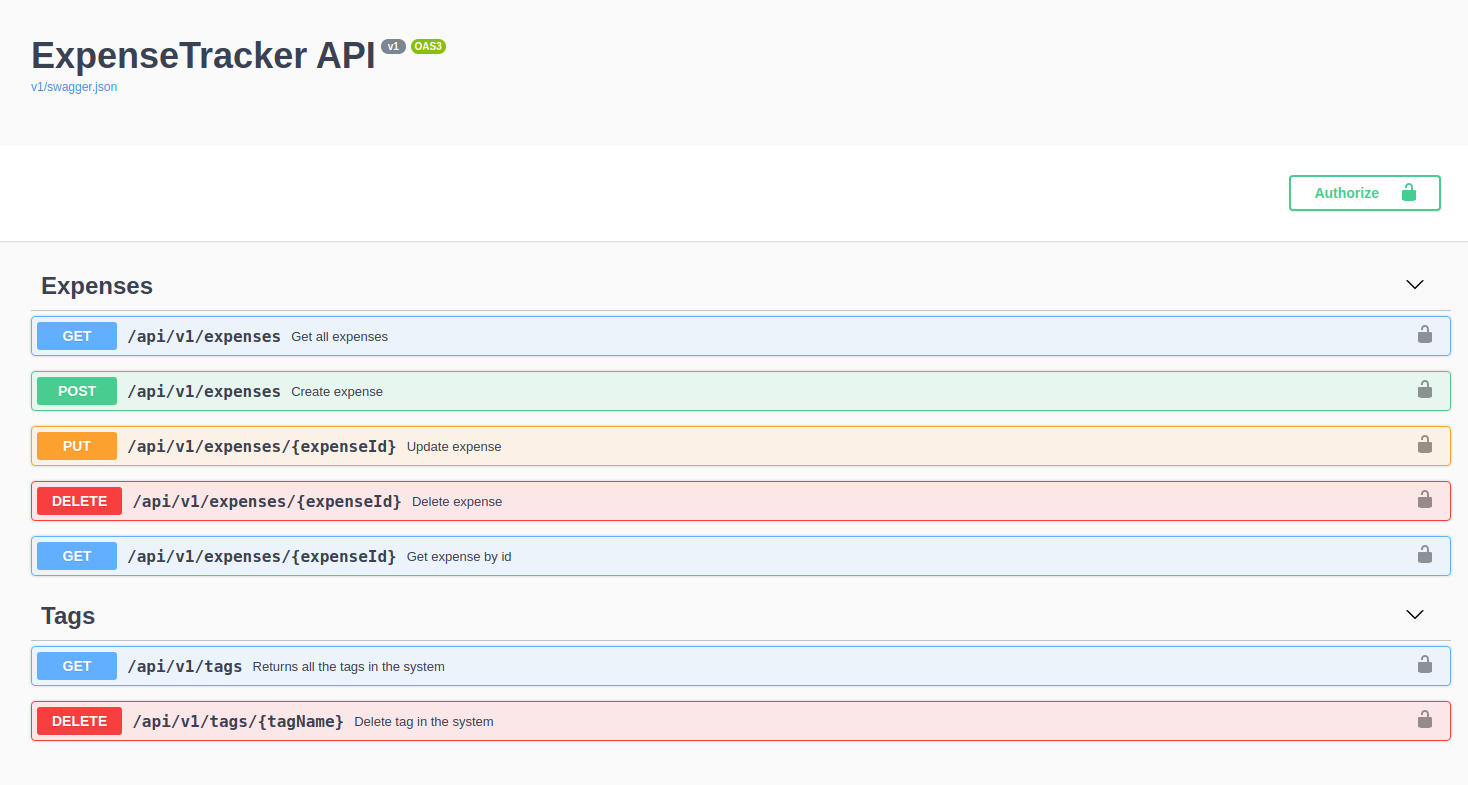 ExpenseTracker API v1 OAS3
v1/swagger.json
Authorize
Expenses
GET /api/v1/expenses Get all expenses
POST /api/v1/expenses Create expense
PUT /api/v1/expenses/{expenseId} Update expense
DELETE /api/v1/expenses/{expenseId} Delete expense
GET /api/v1/expenses/{expenseId} Get expense by id
Tags
GET /api/v1/tags Returns all the tags in the system
DELETE /api/v1/tags/{tagName} Delete tag in the system